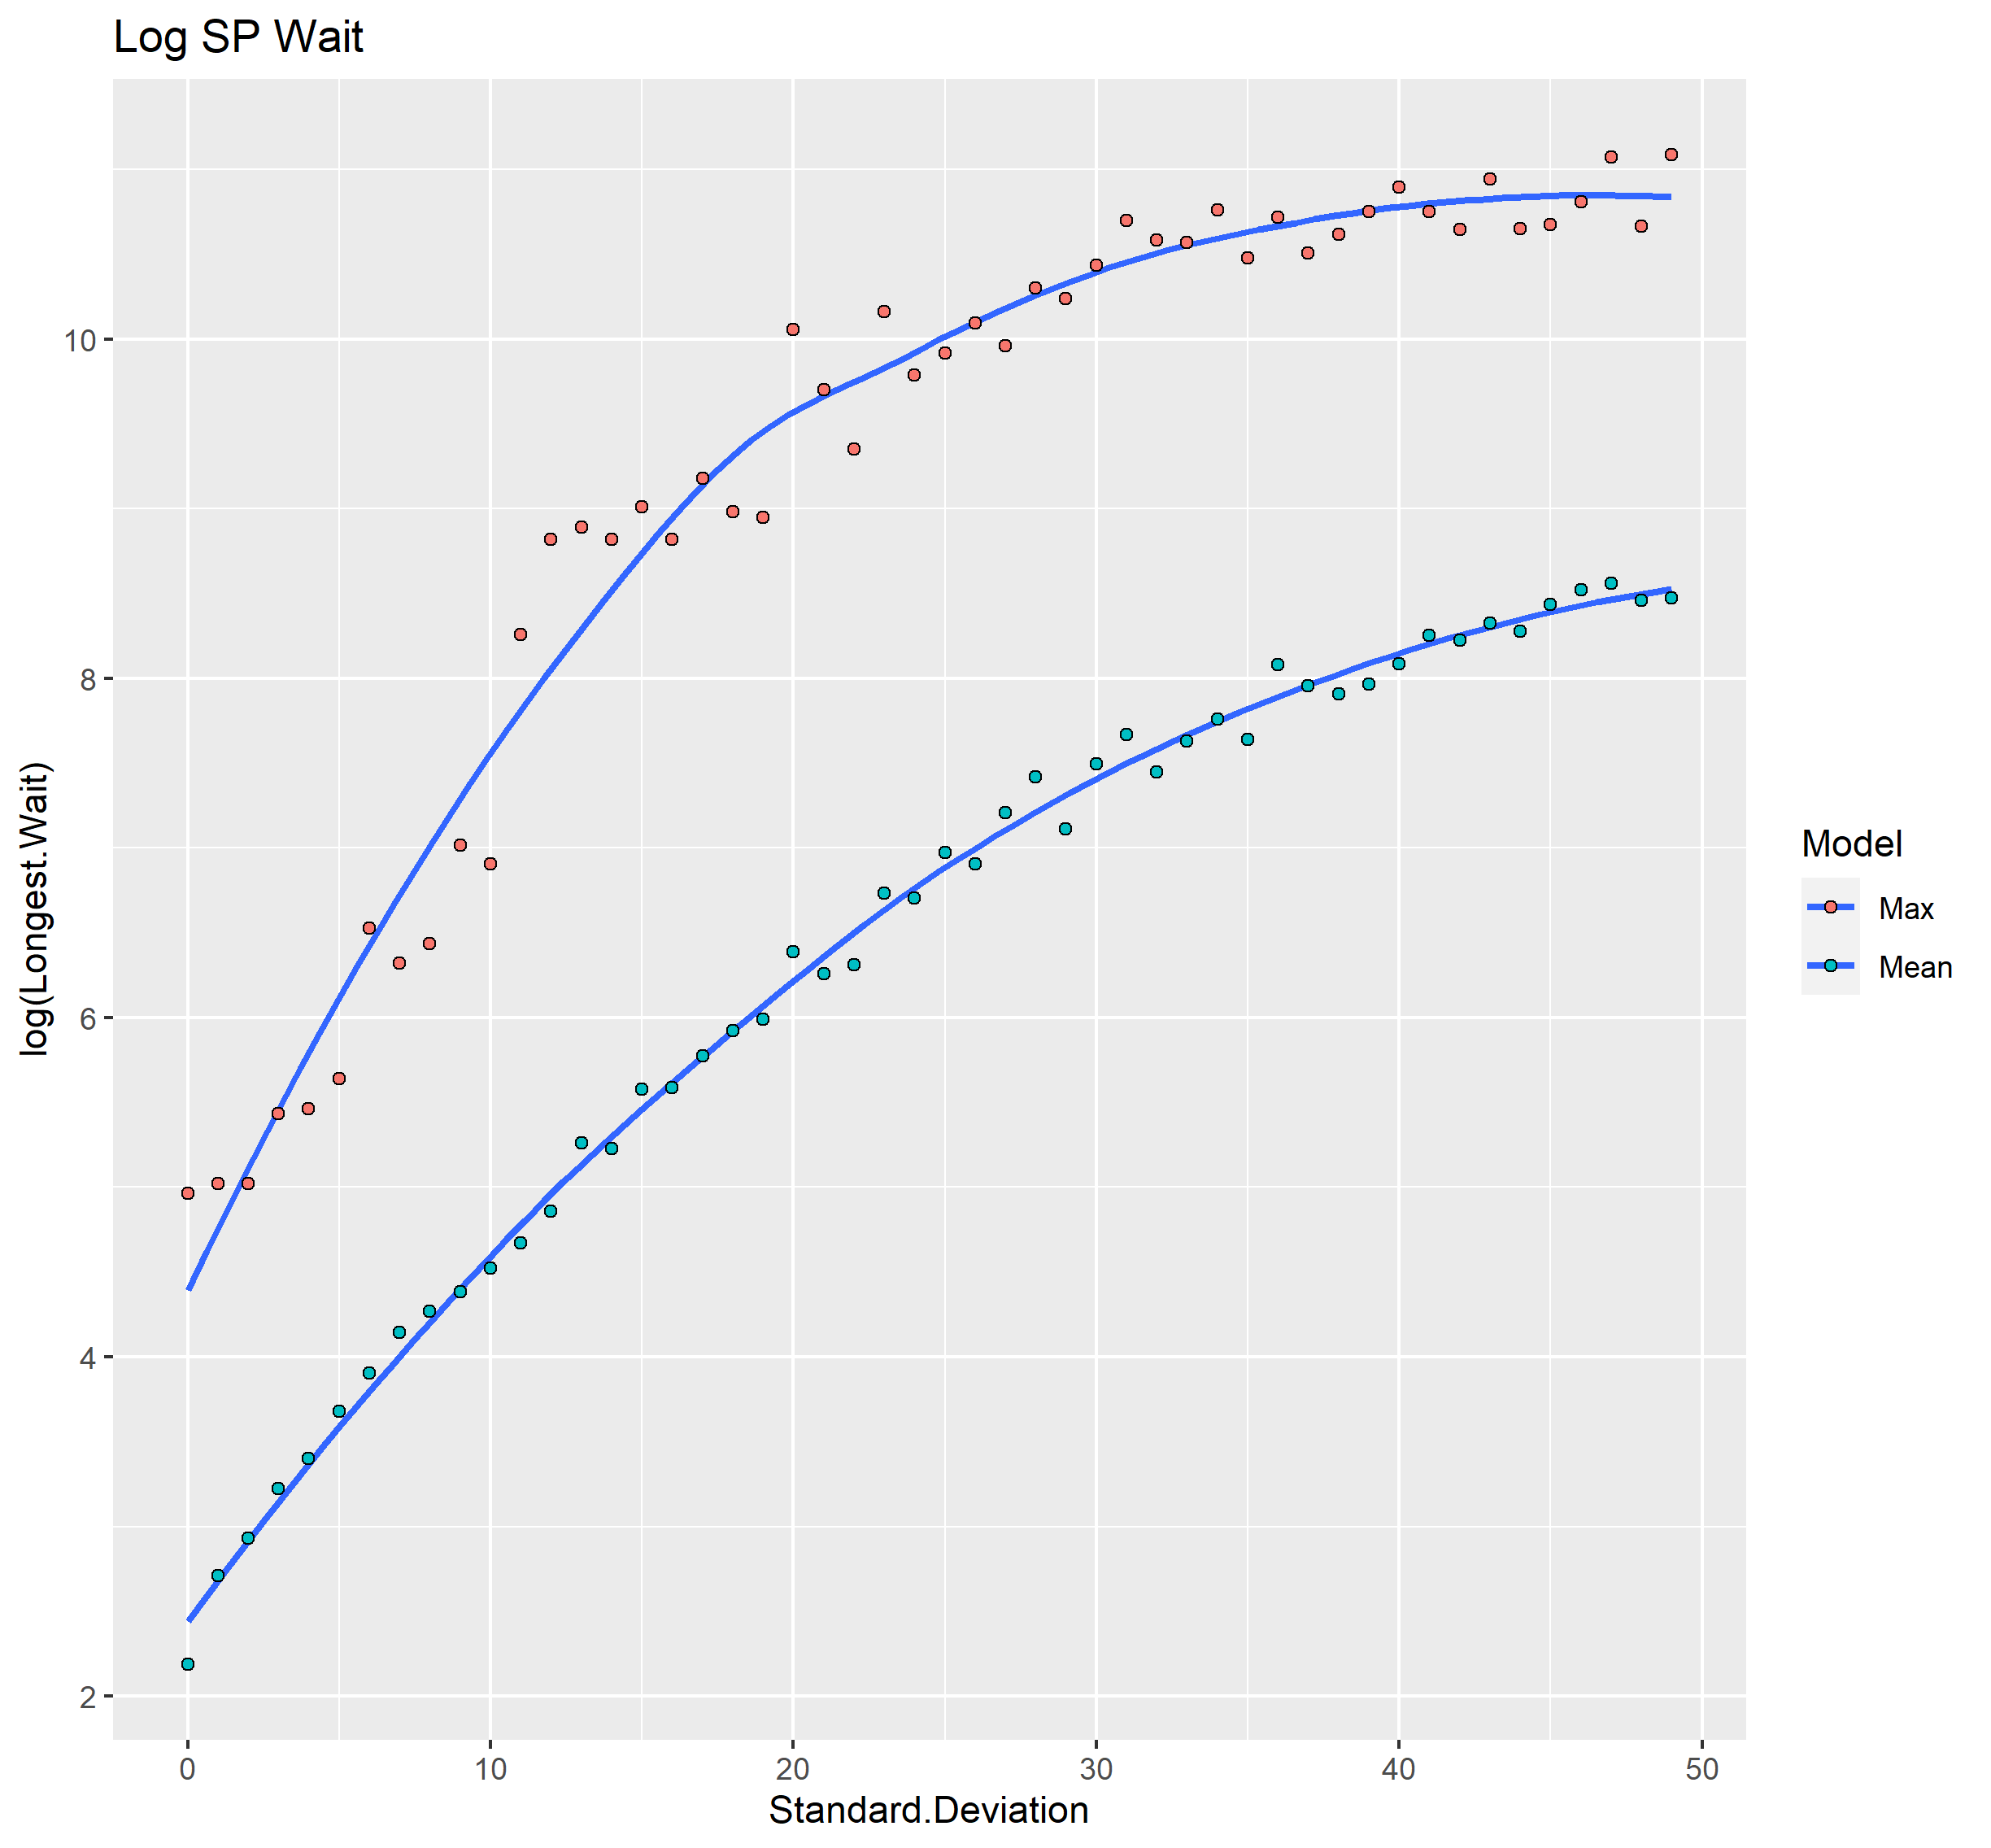 Log SP Wait
log(Longest.Wait)
10
8
6
4
2
0 10 20 30 40 50
Standard.Deviation
Model
Max
Mean